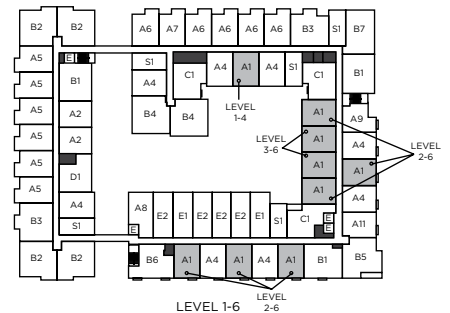 B2 B2 A6 A7 A6 A6 A6 A6 B3 S1 B7
A5 E B1 S1 C1 A4 A1 A4 S1 C1 B1
A5 A4
A5 A2 B4 B4 LEVEL 1-4 A1 A9
A5 A2 LEVEL 3-6 A1 A4 LEVEL 2-6
A5 D1 A1 A1
A5 A4 A8 E2 E1 E2 E2 E2 E1 A1 A4
B3 S1 E S1 C1 E E A11
B2 B2 B6 A1 A4 A1 A4 A1 B1 B5
LEVEL 1-6 LEVEL
2-6